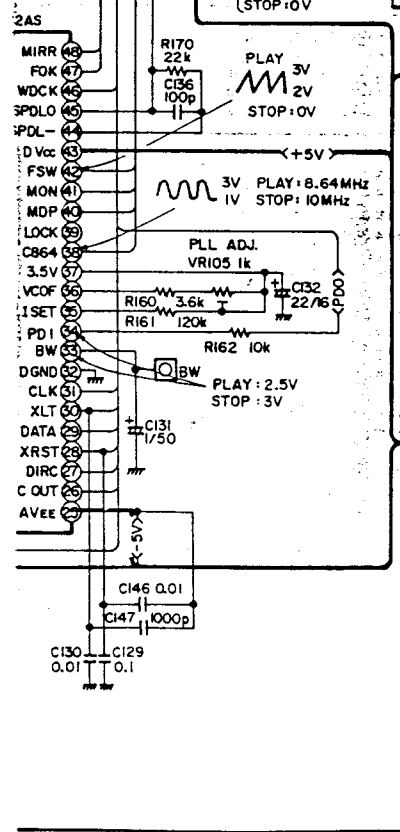 STOP:0V
2AS
MIRR 48
FOK 47
WDCK 46
SPDLO 45
SPDL- 44
DVcc 43
FSW 42
MON 41
MDP 40
LOCK 39
C864 38
3.5V 37
VCOF 36
ISET 35
PDI 34
BW 33
DGND 32
CLK 31
XLT 30
DATA 29
XRST 28
DIRC 27
C OUT 26
AVEE 25
R170
22k
C136
100p
PLAY
3V
2V
STOP:0V
+5V
3V PLAY:8.64MHz
1V STOP:10MHz
PLL ADJ.
VR105 1k
C132
22/16
PDO
R160 3.6k
R161 120k
R162 10k
BW
PLAY:2.5V
STOP:3V
C131
1/50
-5V
C146 0.01
C147 1000p
C130 C129
0.01 0.1